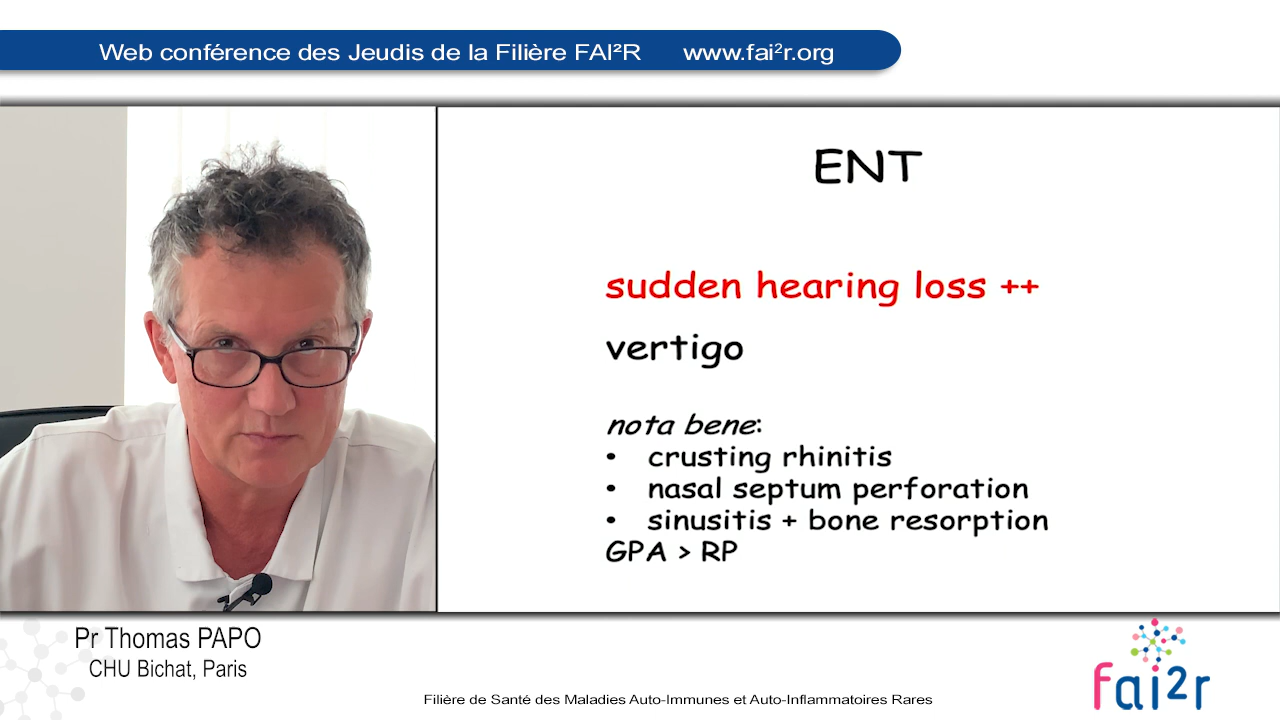 Web conférence des Jeudis de la Filière FAI²R www.fai²r.org
ENT
sudden hearing loss ++
vertigo
nota bene:
• crusting rhinitis
• nasal septum perforation
• sinusitis + bone resorption
GPA > RP
Pr Thomas PAPO
CHU Bichat, Paris
Filière de Santé des Maladies Auto-Immunes et Auto-Inflammatoires Rares
fai2r